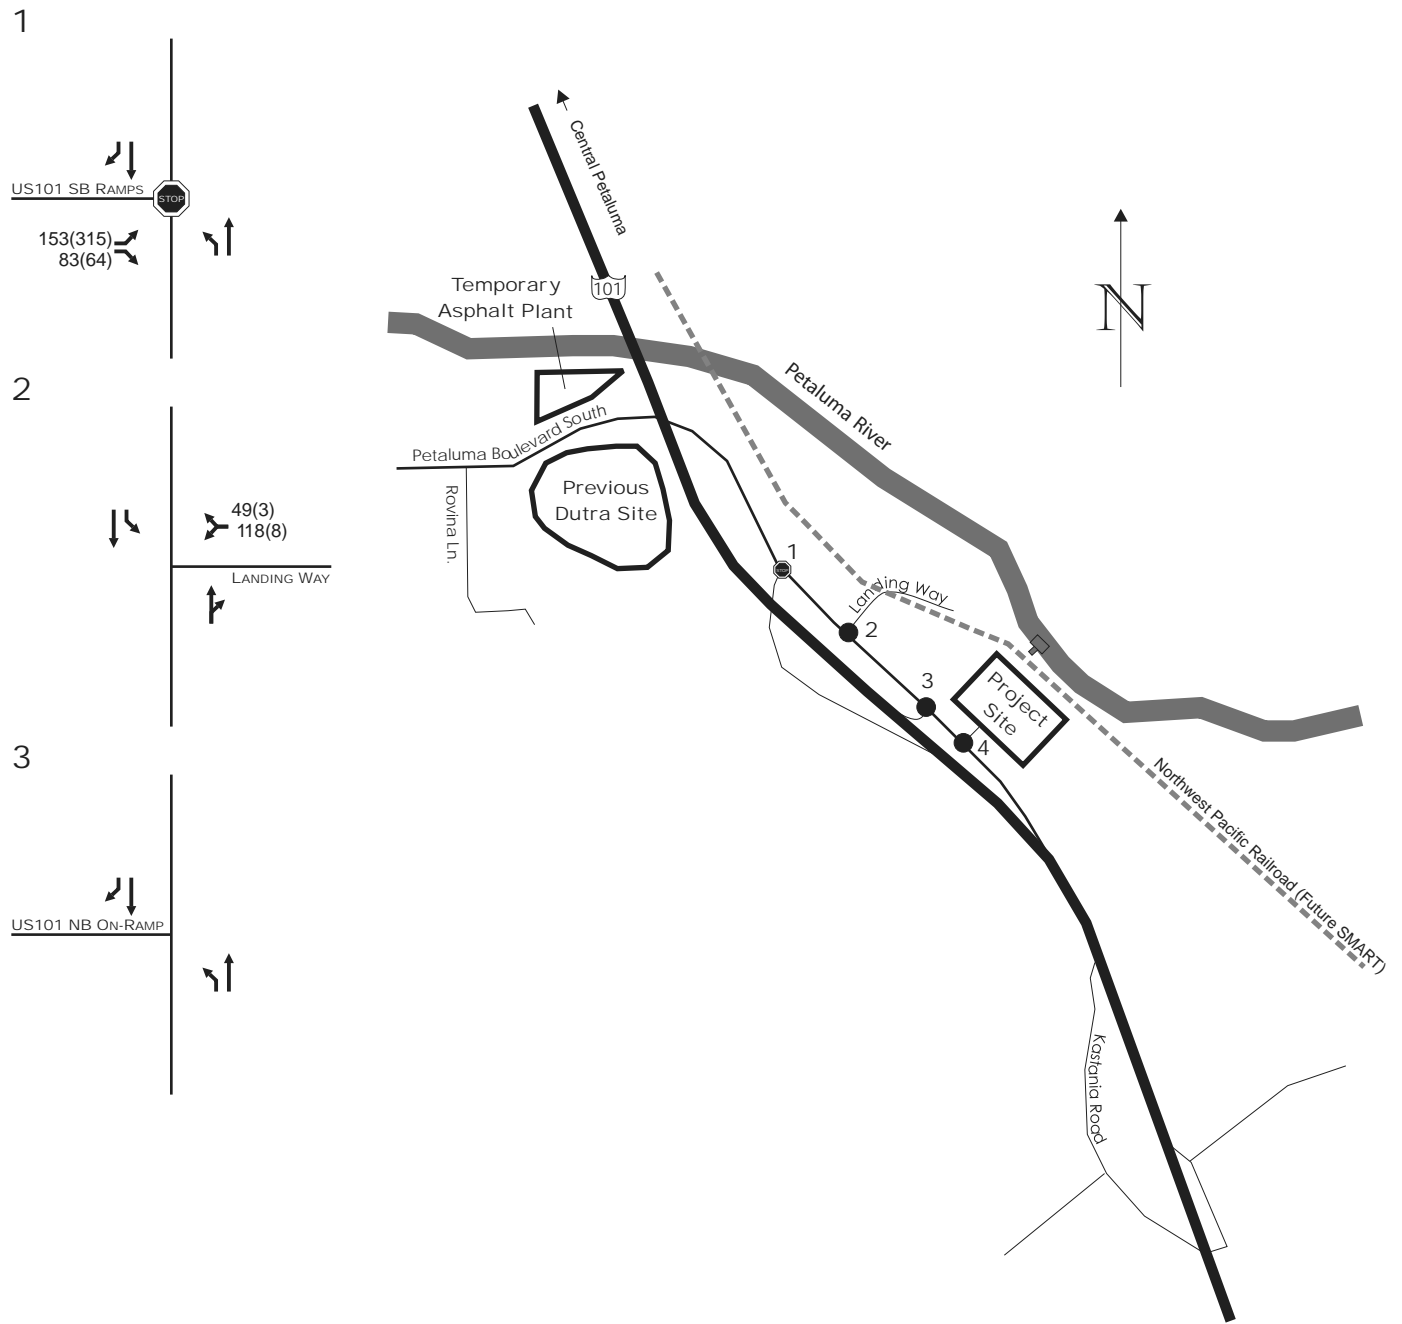 1
US101 SB RAMPS
STOP
153(315)
83(64)
2
49(3)
118(8)
LANDING WAY
3
US101 NB ON-RAMP
Central Petaluma
101
Temporary
Asphalt Plant
N
Petaluma River
Petaluma Boulevard South
Rovina Ln.
Previous
Dutra Site
1
STOP
Landing Way
2
3
Project
Site
4
Northwest Pacific Railroad (Future SMART)
Kastania Road